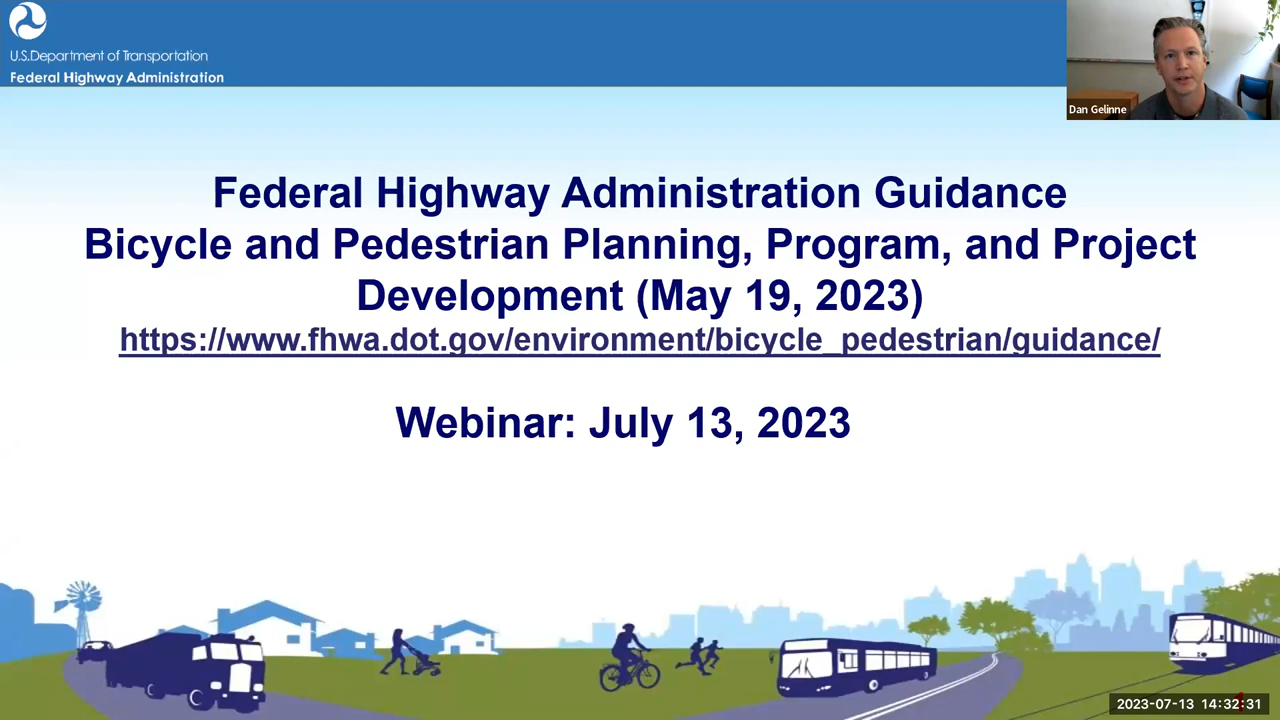 U.S.Department of Transportation
Federal Highway Administration
Dan Gelinne
Federal Highway Administration Guidance
Bicycle and Pedestrian Planning, Program, and Project
Development (May 19, 2023)
https://www.fhwa.dot.gov/environment/bicycle_pedestrian/guidance/
Webinar: July 13, 2023
2023-07-13 14:32:31